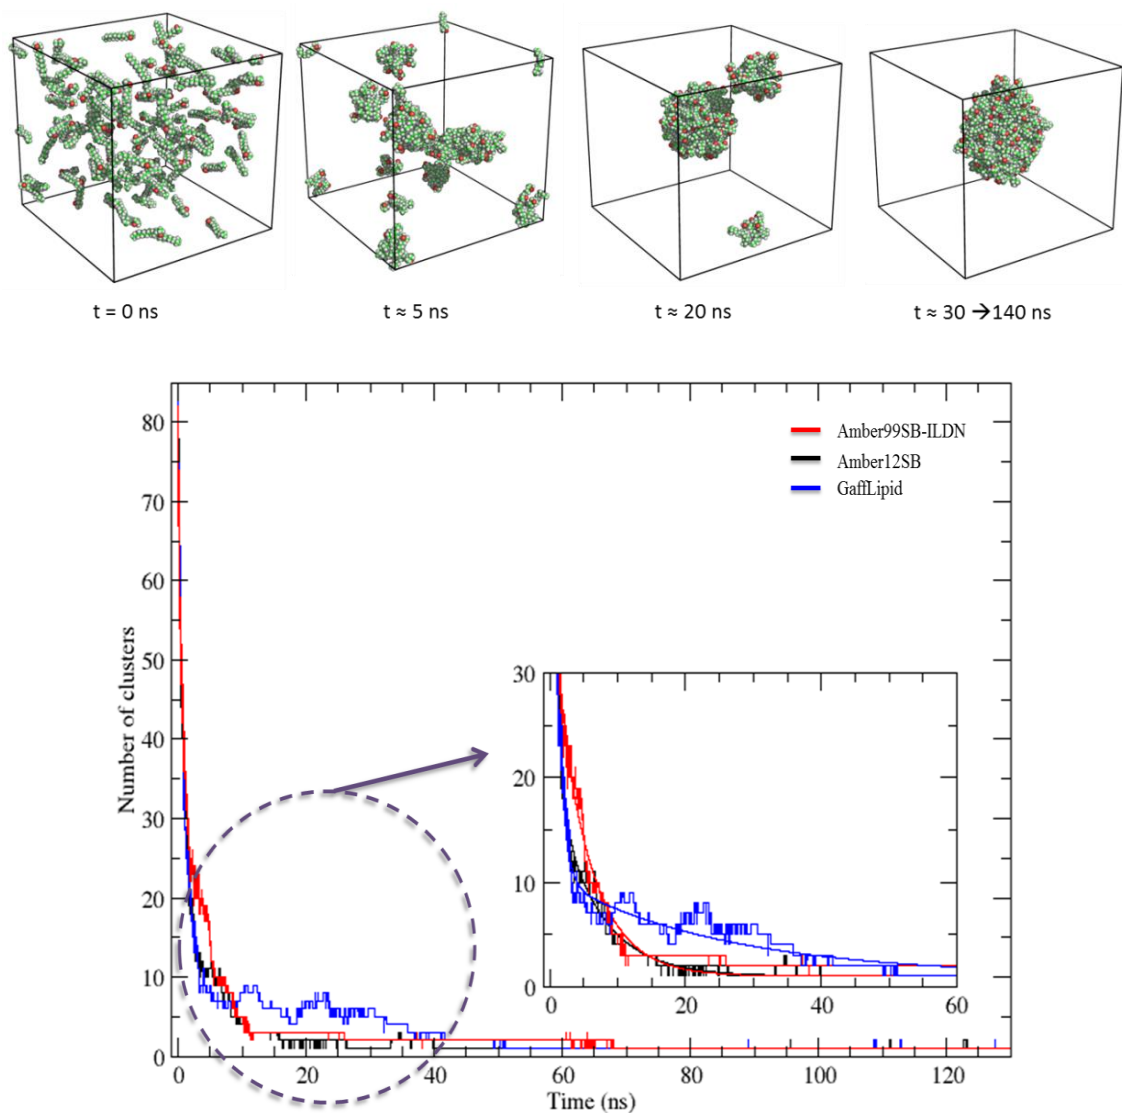 t = 0 ns
t ≈ 5 ns
t ≈ 20 ns
t ≈ 30 →140 ns
Number of clusters
80
70
60
50
40
30
20
10
0
Amber99SB-ILDN
Amber12SB
GaffLipid
30
20
10
0
0 20 40 60
0 20 40 60 80 100 120
Time (ns)